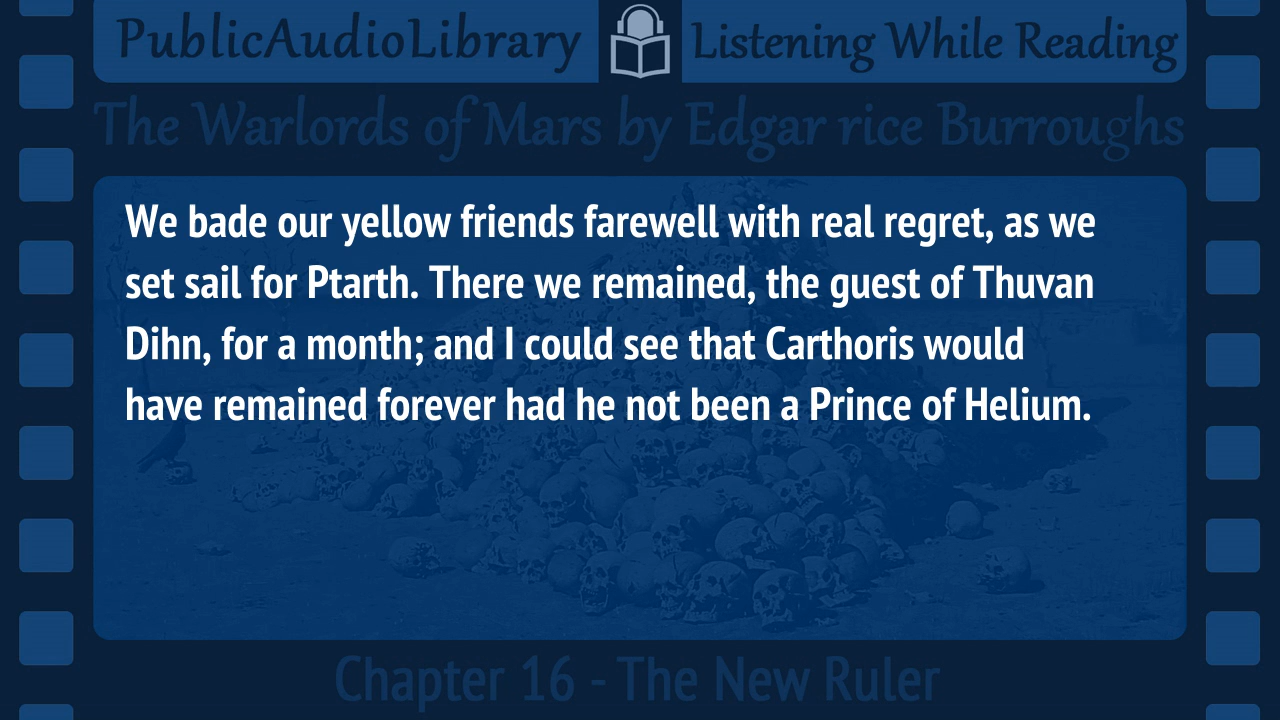 PublicAudioLibrary
Listening While Reading
The Warlords of Mars by Edgar rice Burroughs
We bade our yellow friends farewell with real regret, as we
set sail for Ptarth. There we remained, the guest of Thuvan
Dihn, for a month; and I could see that Carthoris would
have remained forever had he not been a Prince of Helium.
Chapter 16 - The New Ruler